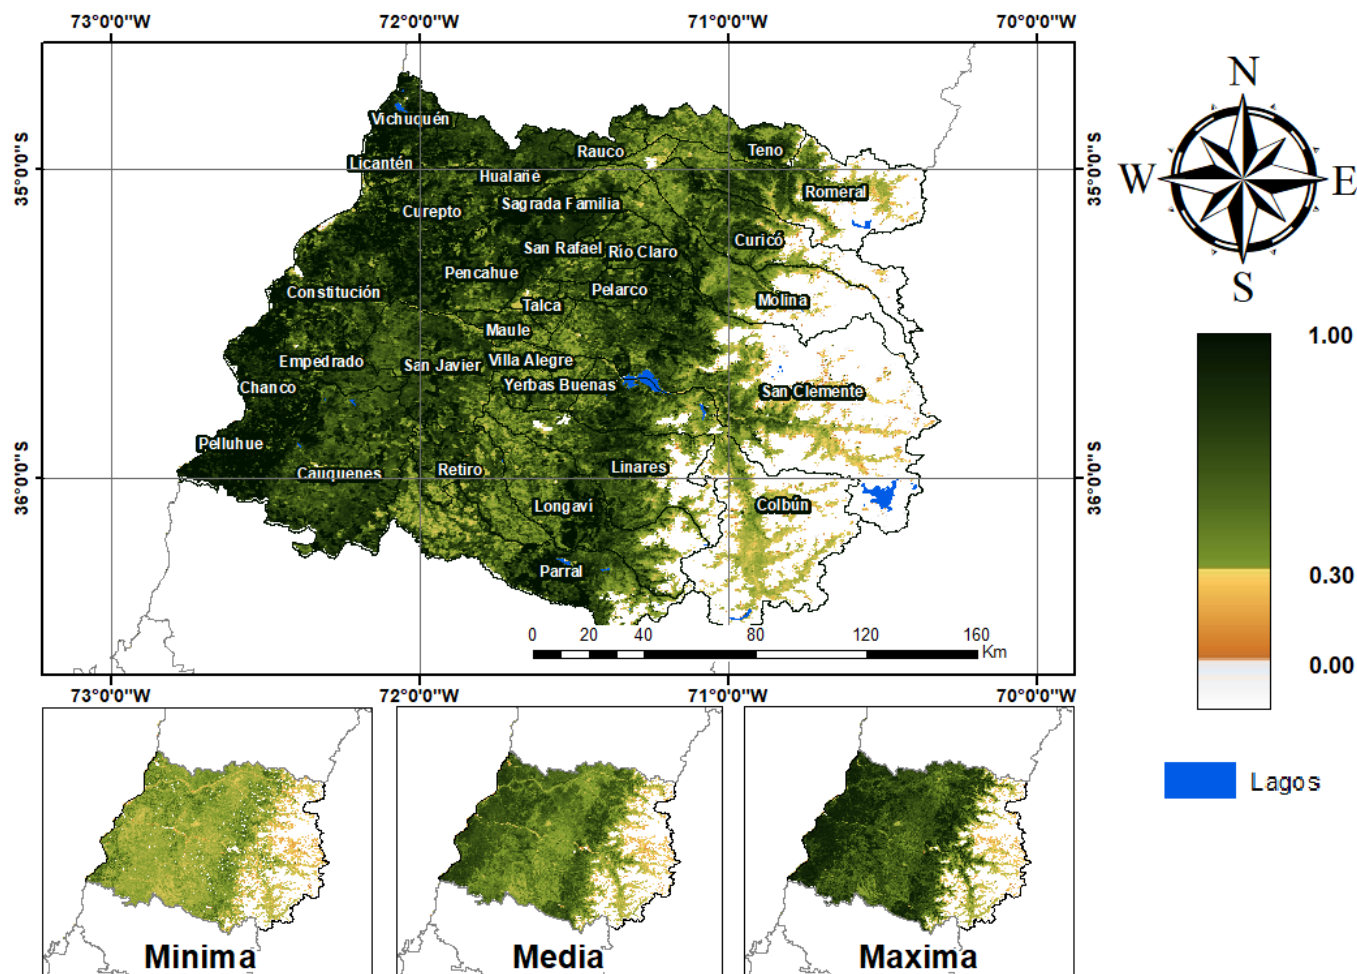 73°0'0"W 72°0'0"W 71°0'0"W 70°0'0"W
N
W E
S
35°0'0"S 35°0'0"S
36°0'0"S 36°0'0"S
Vichuquén
Licantén
Rauco
Teno
Hualañé
Romeral
Sagrada Familia
Curepto
San Rafael
Río Claro
Curicó
Pencahue
Constitución
Pelarco
Molina
Talca
Maule
Empedrado
San Javier
Villa Alegre
Yerbas Buenas
Chanco
San Clemente
Pelluhue
Cauquenes
Retiro
Linares
Longaví
Colbún
Parral
0 20 40 80 120 160
Km
73°0'0"W 72°0'0"W 71°0'0"W 70°0'0"W
1.00
0.30
0.00
Lagos
Minima
Media
Maxima